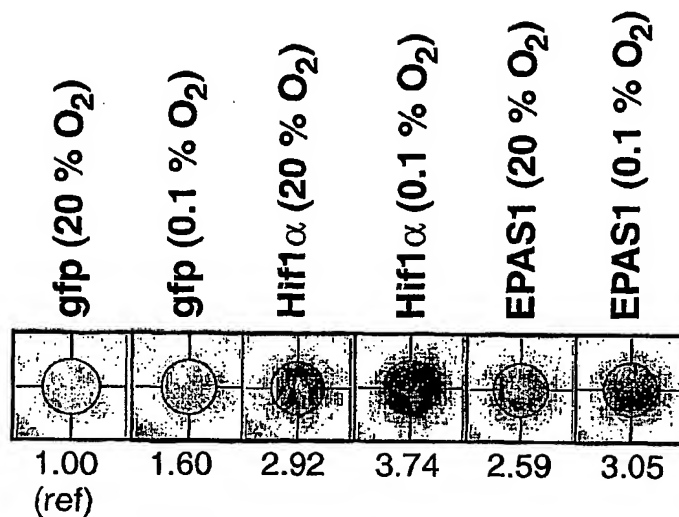 gfp (20 % O₂)
gfp (0.1 % O₂)
Hif1α (20 % O₂)
Hif1α (0.1 % O₂)
EPAS1 (20 % O₂)
EPAS1 (0.1 % O₂)
1.00 1.60 2.92 3.74 2.59 3.05
(ref)